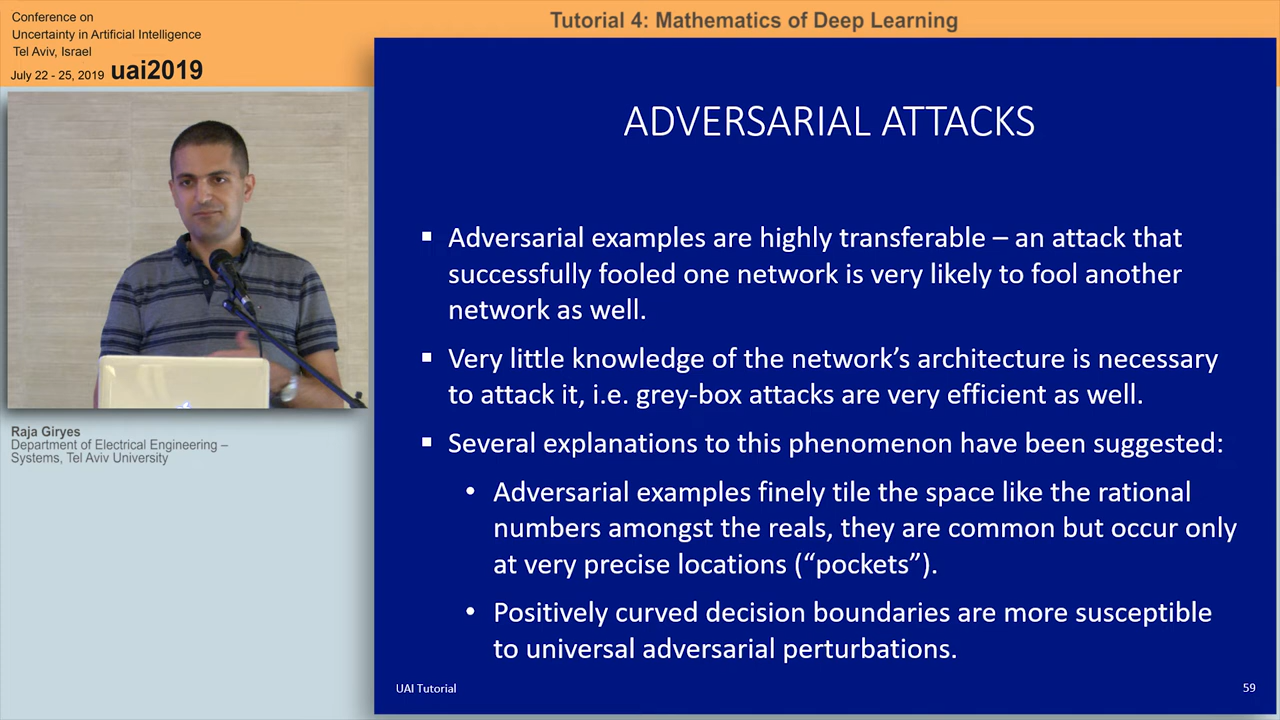 Conference on
Uncertainty in Artificial Intelligence
Tel Aviv, Israel
July 22 - 25, 2019 uai2019
Tutorial 4: Mathematics of Deep Learning
ADVERSARIAL ATTACKS
▪ Adversarial examples are highly transferable – an attack that
successfully fooled one network is very likely to fool another
network as well.
▪ Very little knowledge of the network’s architecture is necessary
to attack it, i.e. grey-box attacks are very efficient as well.
▪ Several explanations to this phenomenon have been suggested:
• Adversarial examples finely tile the space like the rational
numbers amongst the reals, they are common but occur only
at very precise locations (“pockets”).
• Positively curved decision boundaries are more susceptible
to universal adversarial perturbations.
UAI Tutorial
59
Raja Giryes
Department of Electrical Engineering –
Systems, Tel Aviv University